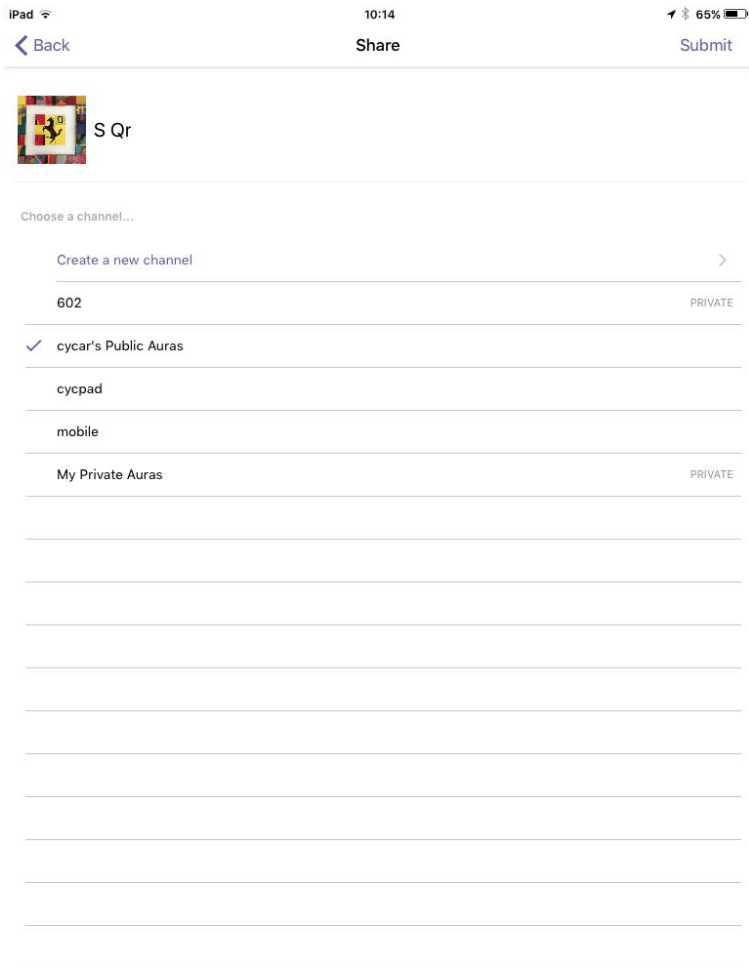 iPad 10:14 65%
Back Share Submit
S Qr
Choose a channel...
Create a new channel
602 PRIVATE
cycar's Public Auras
cycpad
mobile
My Private Auras PRIVATE